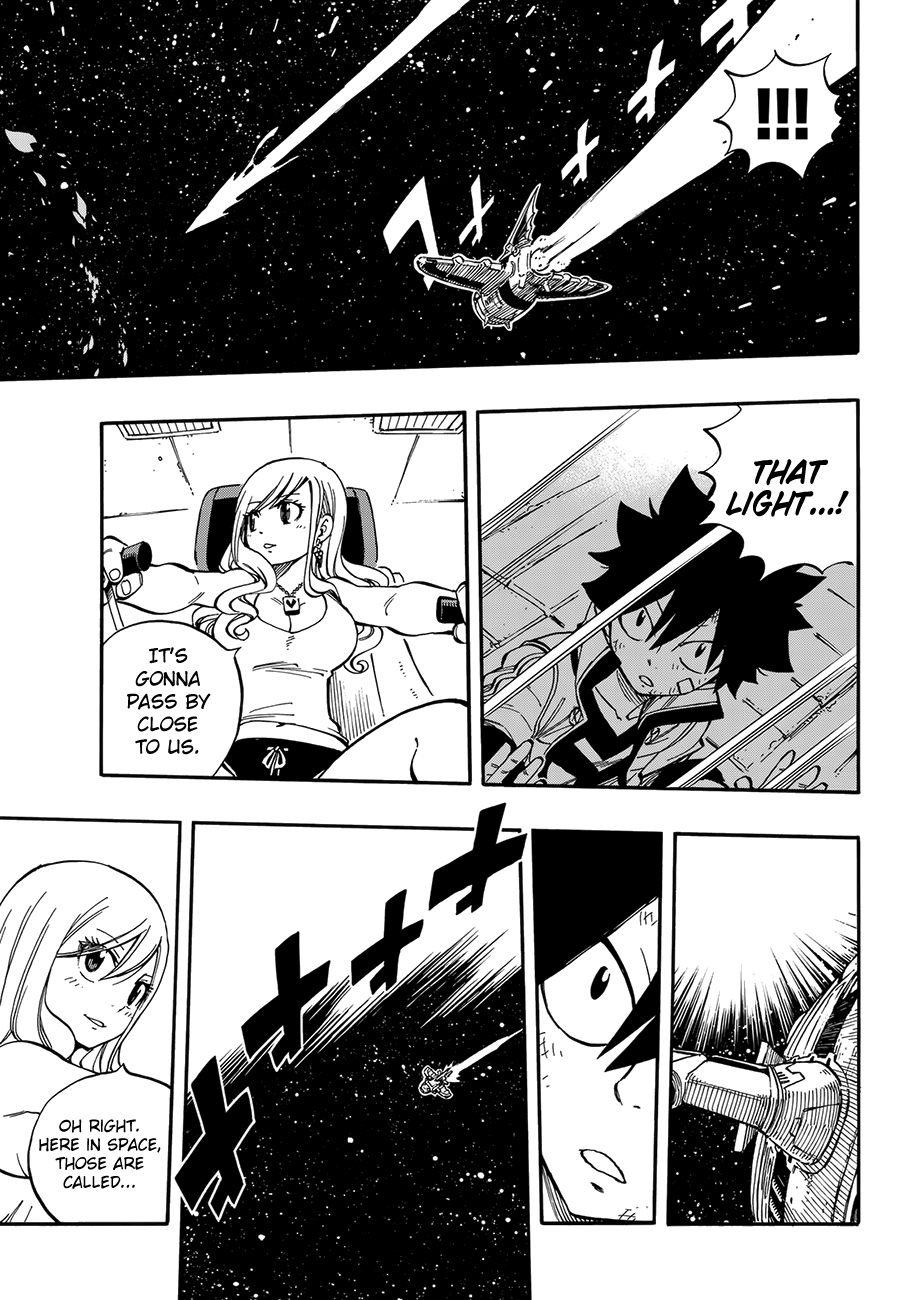 !!!
THAT
LIGHT...!
IT'S
GONNA
PASS BY
CLOSE
TO US.
OH RIGHT.
HERE IN SPACE,
THOSE ARE
CALLED...